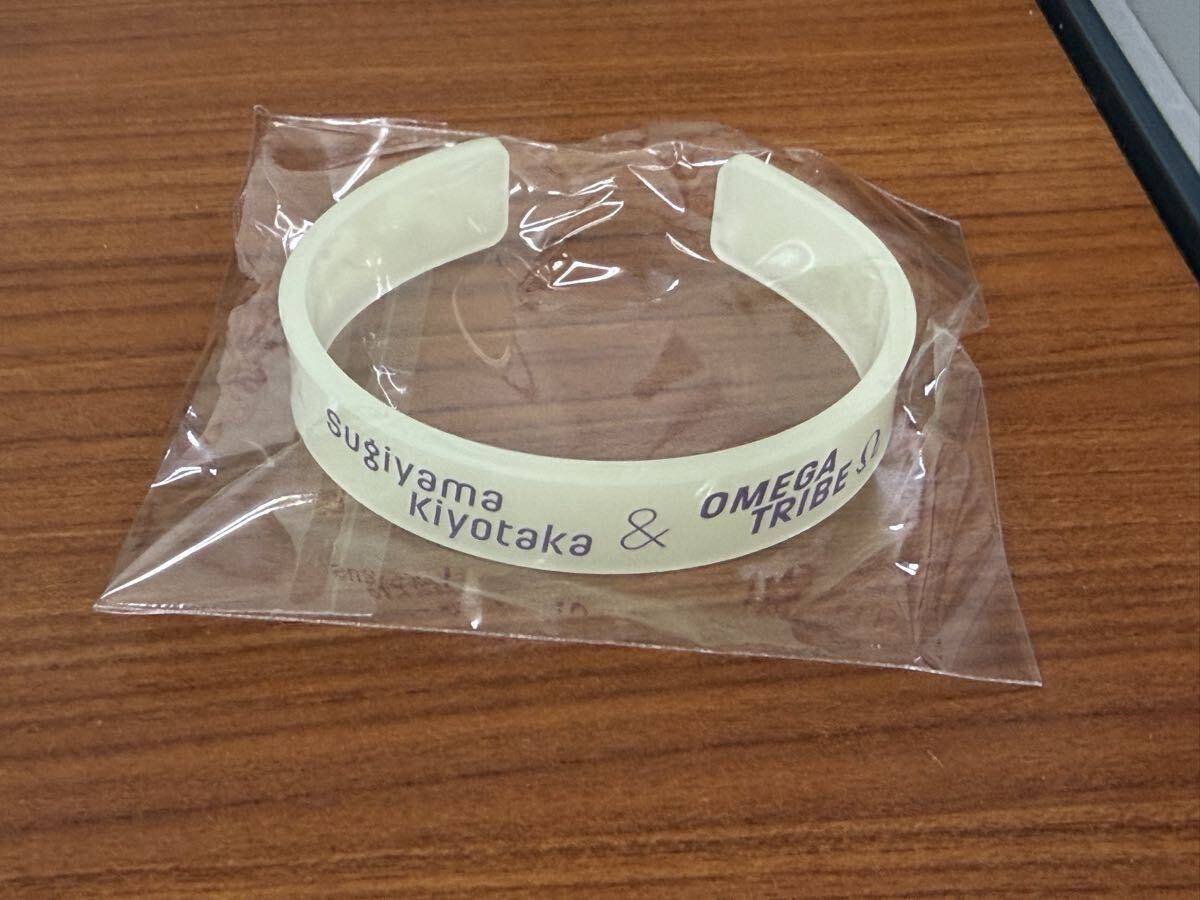 Sugiyama
Kiyotaka
&
OMEGA
TRIBE Ω